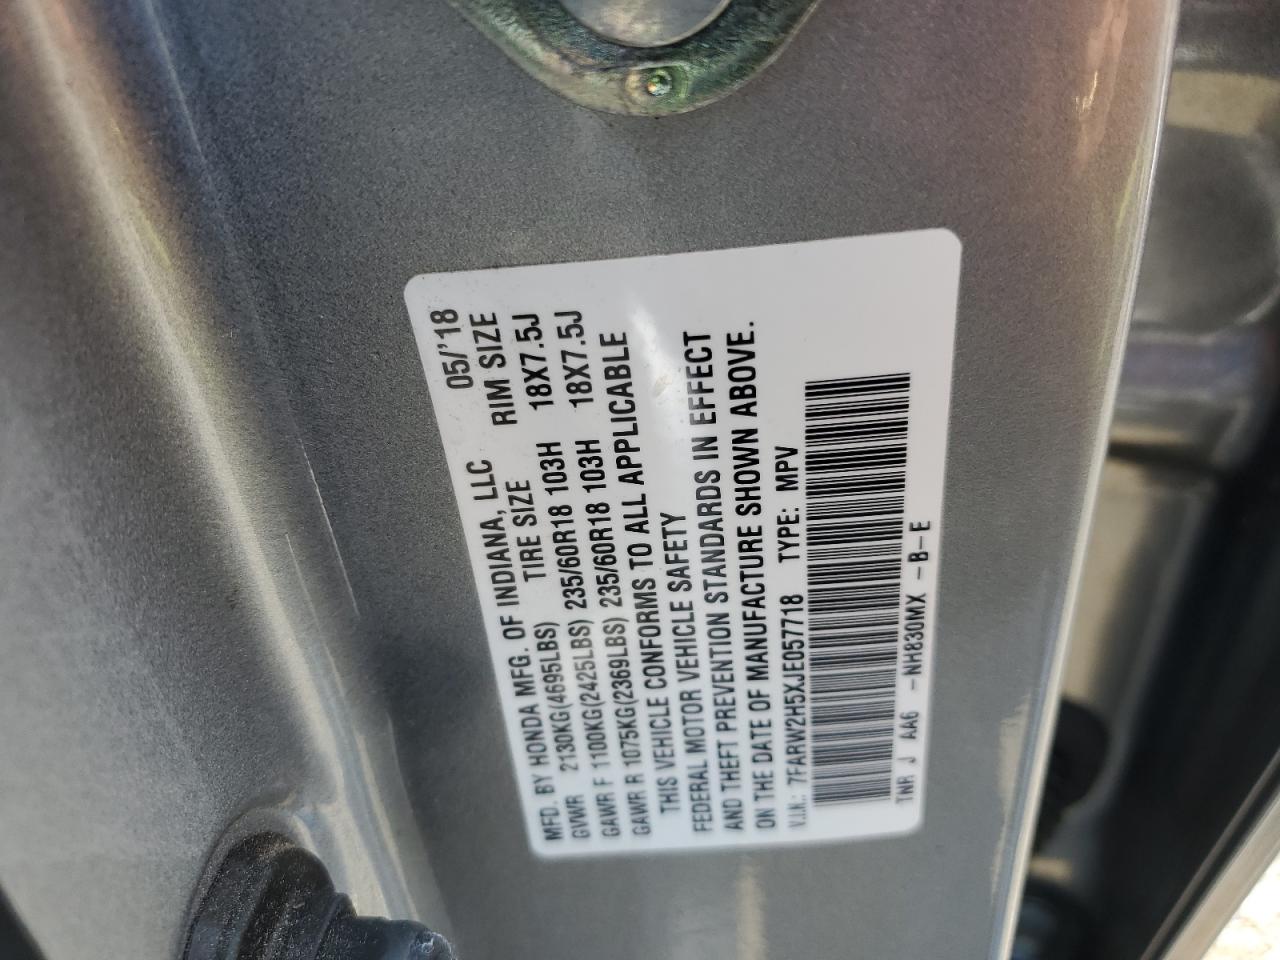 MFD. BY HONDA MFG. OF INDIANA, LLC 05/'18
GVWR 2130KG(4695LBS) TIRE SIZE RIM SIZE
GAWR F 1100KG(2425LBS) 235/60R18 103H 18X7.5J
GAWR R 1075KG(2369LBS) 235/60R18 103H 18X7.5J
THIS VEHICLE CONFORMS TO ALL APPLICABLE
FEDERAL MOTOR VEHICLE SAFETY
AND THEFT PREVENTION STANDARDS IN EFFECT
ON THE DATE OF MANUFACTURE SHOWN ABOVE.
V.I.N.: 7FARW2H5XJE057718 TYPE: MPV
TNR J AA6 -NH830MX -B-E